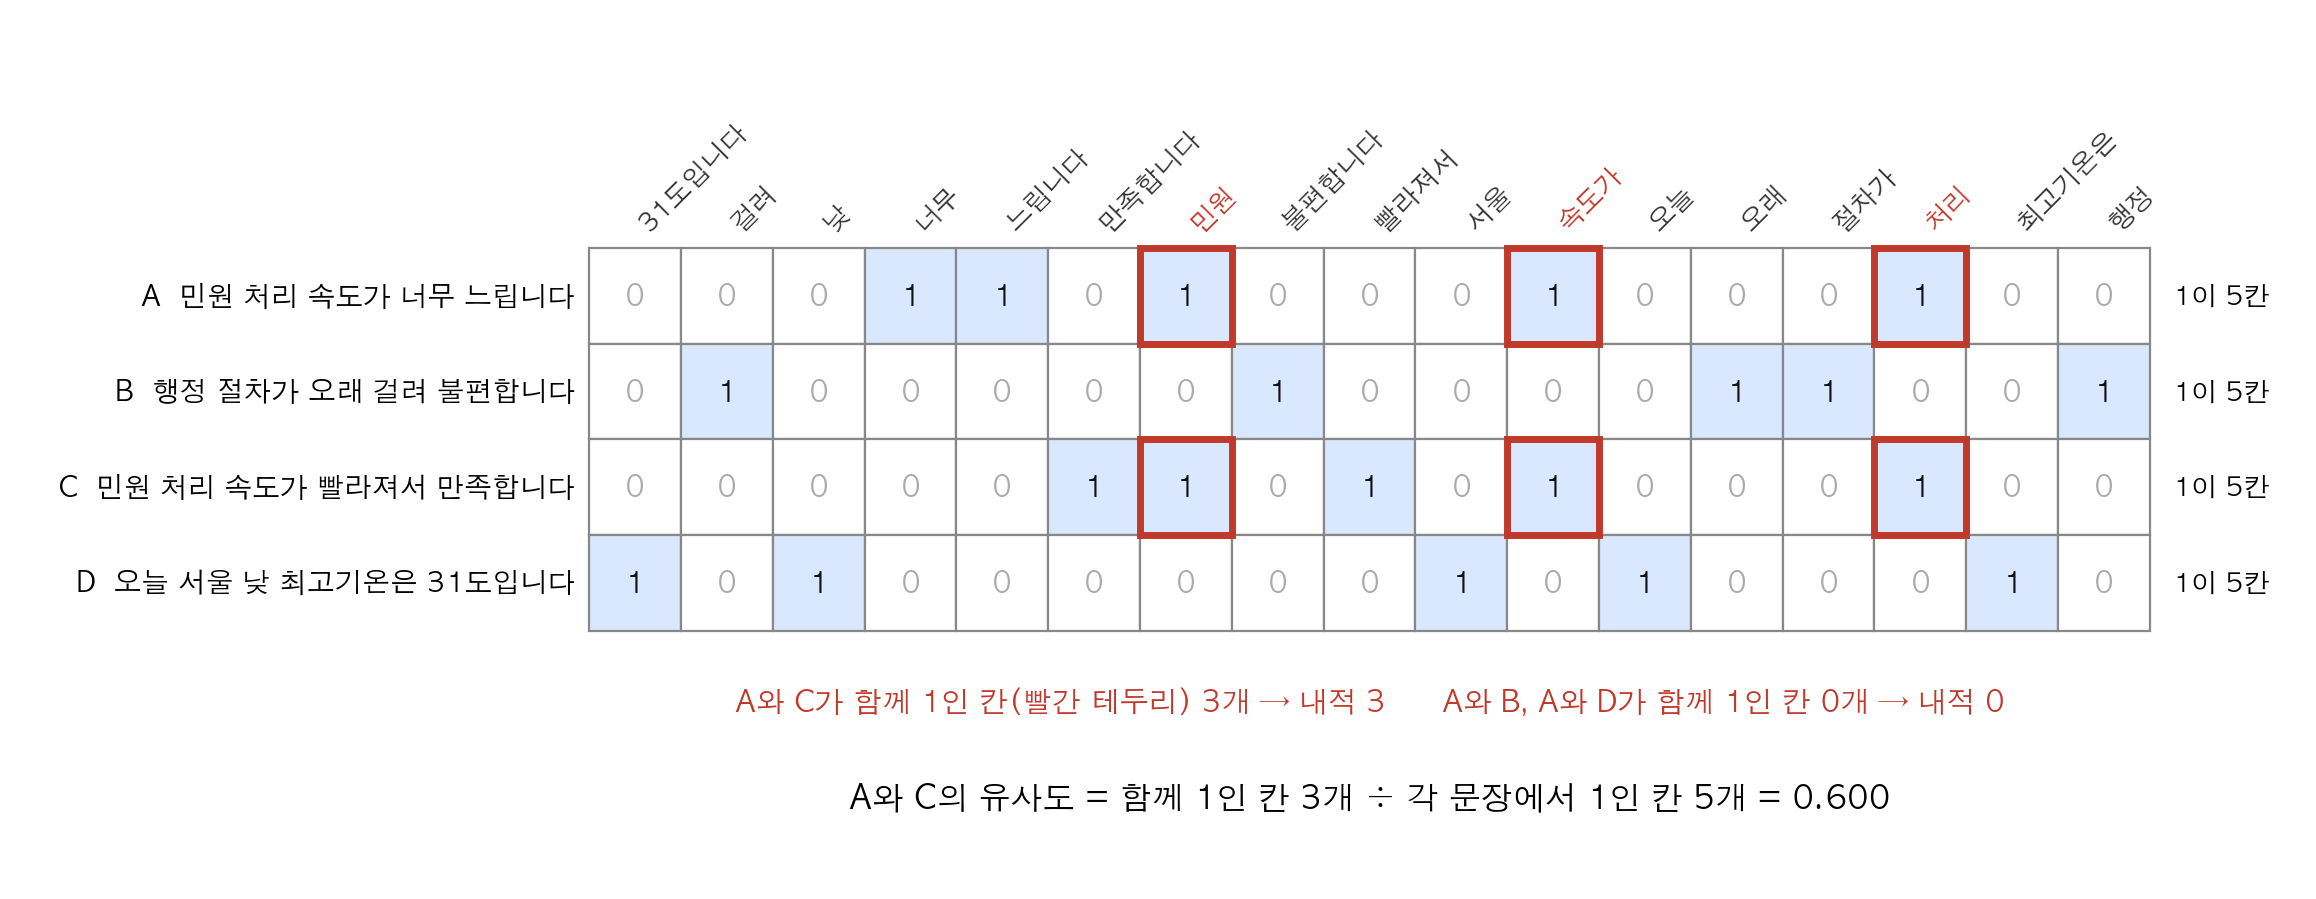 31도입니다 걸려 낮 너무 느립니다 만족합니다 민원 불편합니다 빨라져서 서울 속도가 오늘 오래 절차가 처리 최고기온은 행정
A 민원 처리 속도가 너무 느립니다 0 0 0 1 1 0 1 0 0 0 1 0 0 0 1 0 0 1이 5칸
B 행정 절차가 오래 걸려 불편합니다 0 1 0 0 0 0 0 1 0 0 0 0 1 1 0 0 1 1이 5칸
C 민원 처리 속도가 빨라져서 만족합니다 0 0 0 0 0 1 1 0 1 0 1 0 0 0 1 0 0 1이 5칸
D 오늘 서울 낮 최고기온은 31도입니다 1 0 1 0 0 0 0 0 0 1 0 1 0 0 0 1 0 1이 5칸
A와 C가 함께 1인 칸(빨간 테두리) 3개 → 내적 3 A와 B, A와 D가 함께 1인 칸 0개 → 내적 0
A와 C의 유사도 = 함께 1인 칸 3개 ÷ 각 문장에서 1인 칸 5개 = 0.600